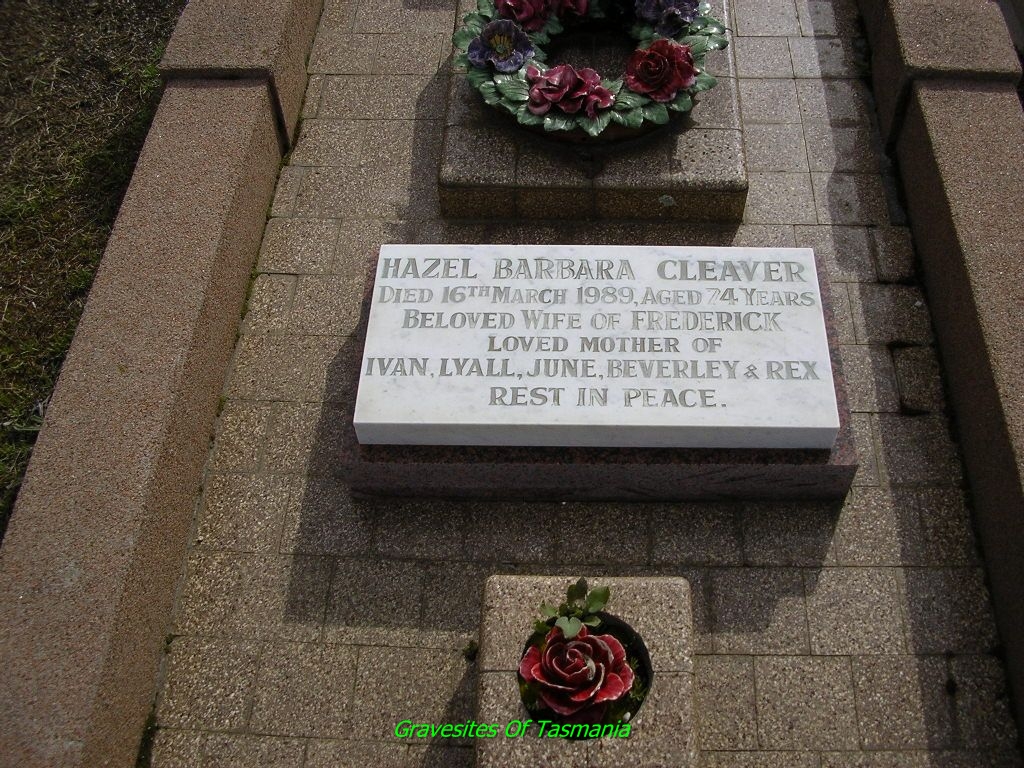 HAZEL BARBARA CLEAVER
DIED 16TH MARCH 1989, AGED 74 YEARS
BELOVED WIFE OF FREDERICK
LOVED MOTHER OF
IVAN, LYALL, JUNE, BEVERLEY & REX
REST IN PEACE.
Gravesites Of Tasmania